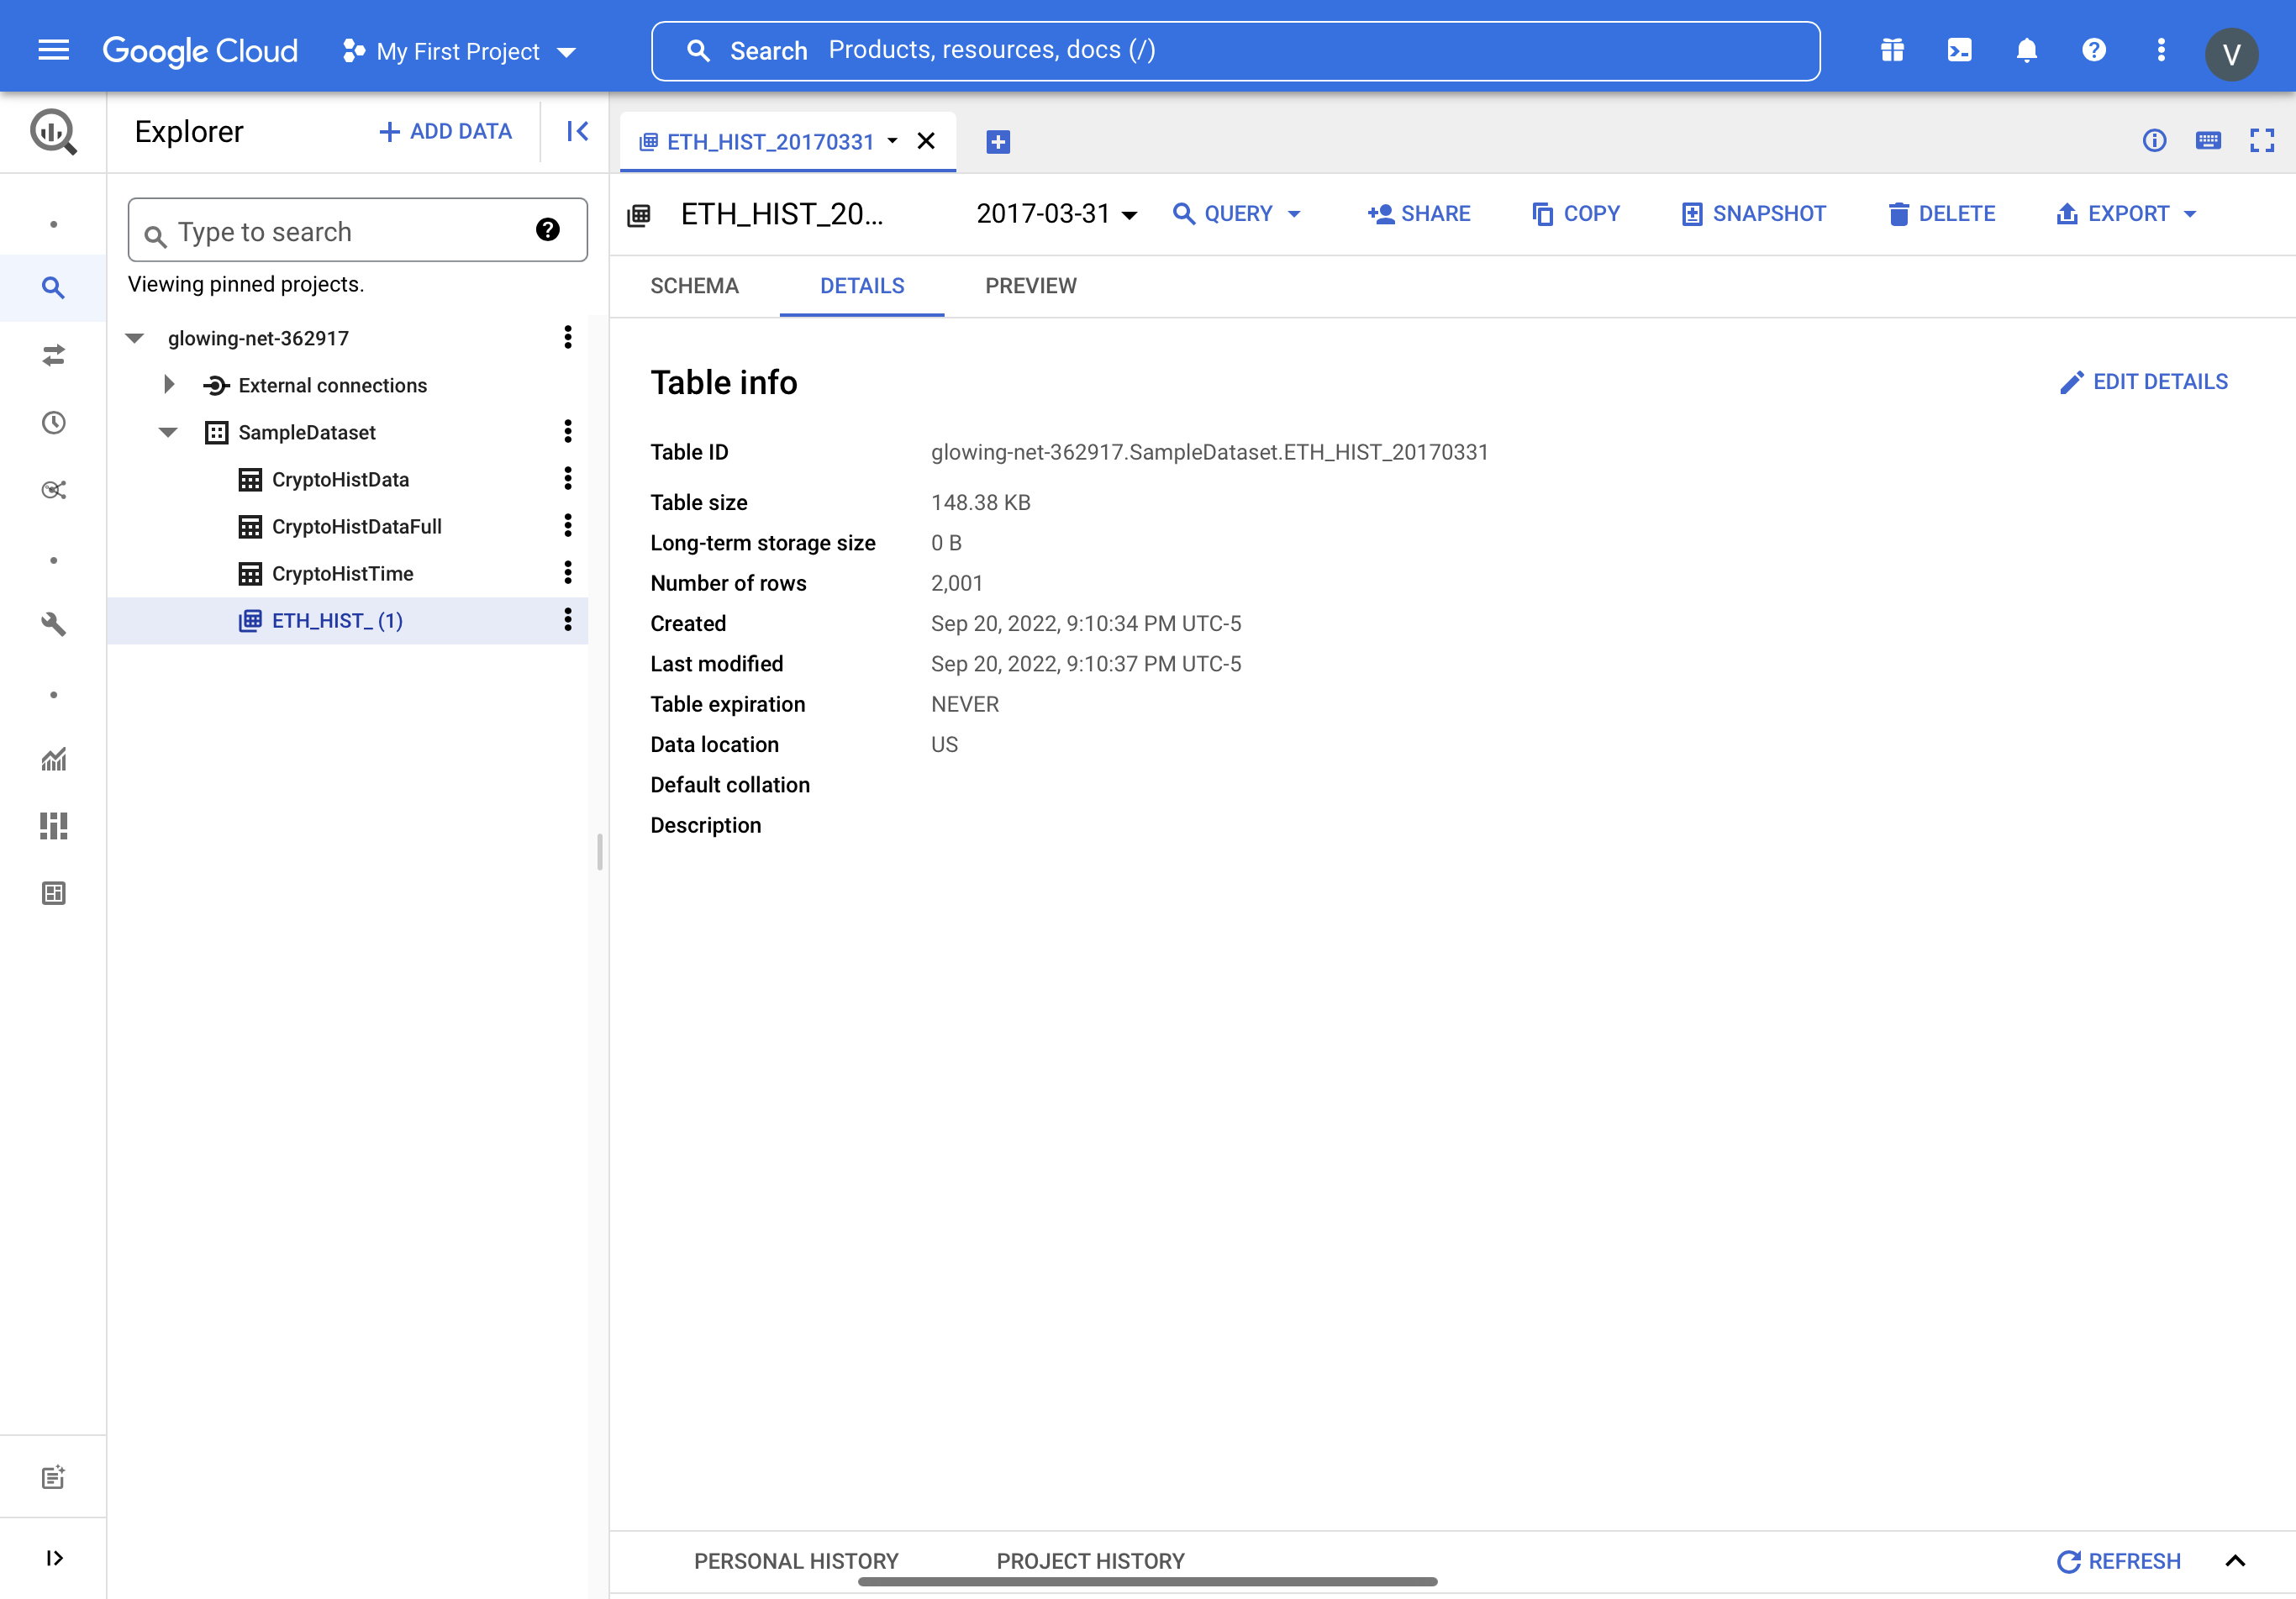 Google Cloud My First Project Search Products, resources, docs (/) V
Explorer + ADD DATA
ETH_HIST_20170331
ETH_HIST_20... 2017-03-31 QUERY SHARE COPY SNAPSHOT DELETE EXPORT
Type to search
Viewing pinned projects.
SCHEMA DETAILS PREVIEW
glowing-net-362917
External connections
SampleDataset
CryptoHistData
CryptoHistDataFull
CryptoHistTime
ETH_HIST_ (1)
Table info EDIT DETAILS
Table ID glowing-net-362917.SampleDataset.ETH_HIST_20170331
Table size 148.38 KB
Long-term storage size 0 B
Number of rows 2,001
Created Sep 20, 2022, 9:10:34 PM UTC-5
Last modified Sep 20, 2022, 9:10:37 PM UTC-5
Table expiration NEVER
Data location US
Default collation
Description
PERSONAL HISTORY PROJECT HISTORY REFRESH